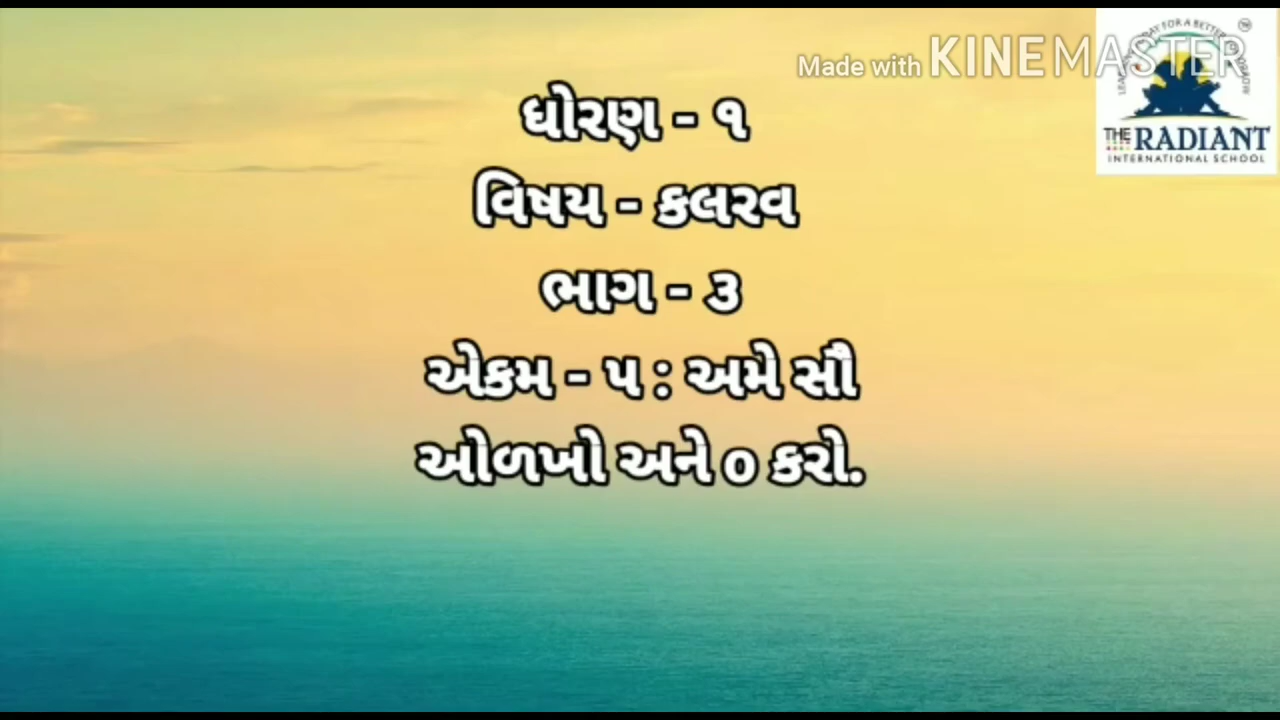 Made with KINEMASTER
THE RADIANT
INTERNATIONAL SCHOOL
ધોરણ - ૧
વિષય - કલરવ
ભાગ - ૩
એકમ - ૫ : અમે સૌ
ઓળખો અને ૦ કરો.